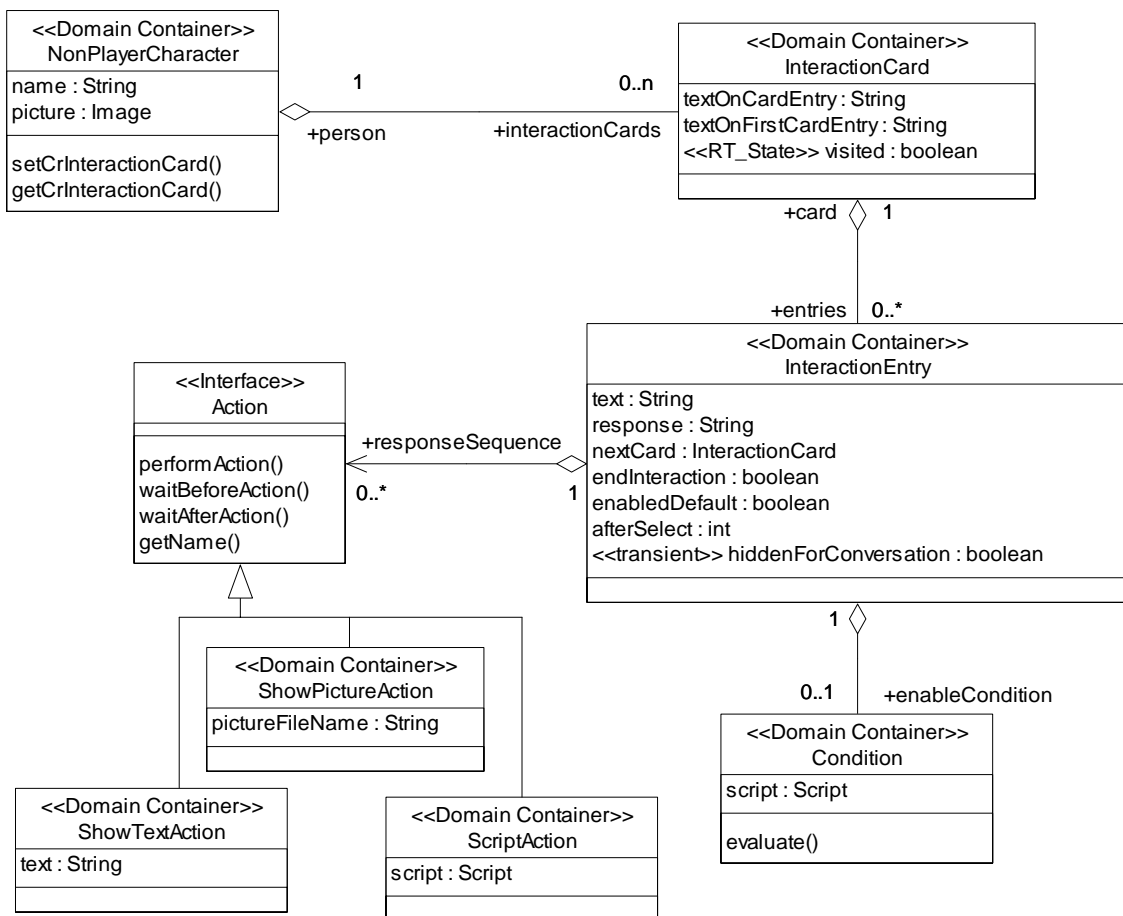 <<Domain Container>>
NonPlayerCharacter
name : String
picture : Image
setCrInteractionCard()
getCrInteractionCard()
1
0..n
+person
+interactionCards
<<Domain Container>>
InteractionCard
textOnCardEntry : String
textOnFirstCardEntry : String
<<RT_State>> visited : boolean
+card
1
+entries
0..*
<<Domain Container>>
InteractionEntry
text : String
response : String
nextCard : InteractionCard
endInteraction : boolean
enabledDefault : boolean
afterSelect : int
<<transient>> hiddenForConversation : boolean
<<Interface>>
Action
performAction()
waitBeforeAction()
waitAfterAction()
getName()
+responseSequence
0..*
1
1
0..1
+enableCondition
<<Domain Container>>
ShowPictureAction
pictureFileName : String
<<Domain Container>>
Condition
script : Script
evaluate()
<<Domain Container>>
ShowTextAction
text : String
<<Domain Container>>
ScriptAction
script : Script